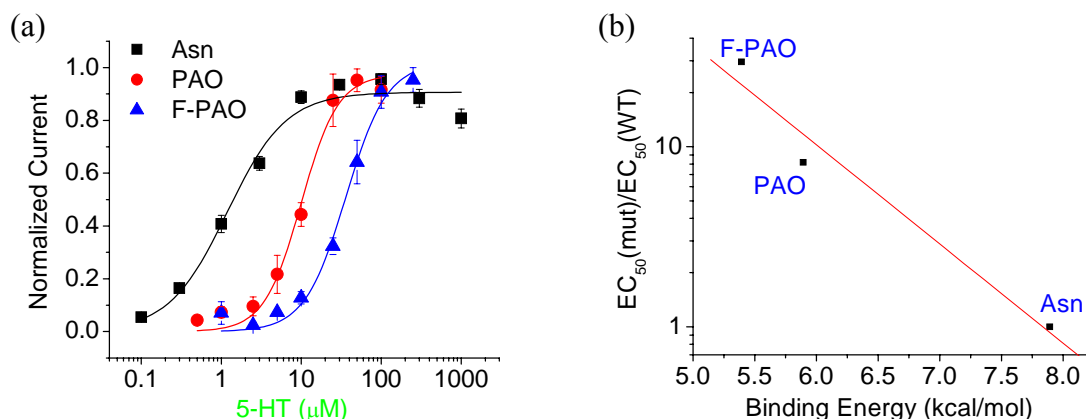 (a)
Asn
PAO
F-PAO
1.0
0.8
0.6
0.4
0.2
0.0
Normalized Current
0.1 1 10 100 1000
5-HT (μM)
(b)
F-PAO
PAO
Asn
10
1
EC50(mut)/EC50(WT)
5.0 5.5 6.0 6.5 7.0 7.5 8.0
Binding Energy (kcal/mol)